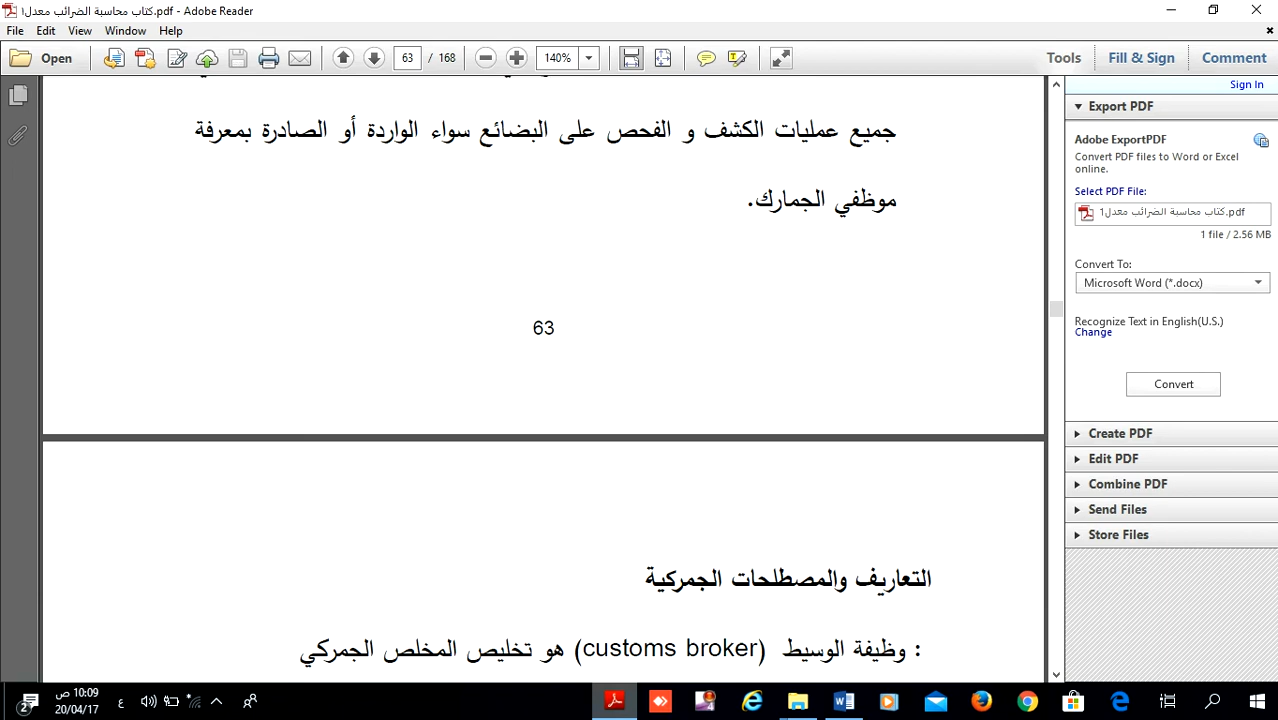 كتاب محاسبة الضرائب معدل1.pdf - Adobe Reader
File Edit View Window Help
Open 63 / 168 140% Tools Fill & Sign Comment
Sign In
جميع عمليات الكشف و الفحص على البضائع سواء الواردة أو الصادرة بمعرفة
موظفي الجمارك.
63
التعاريف والمصطلحات الجمركية
: وظيفة الوسيط (customs broker) هو تخليص المخلص الجمركي
Export PDF
Adobe ExportPDF
Convert PDF files to Word or Excel
online.
Select PDF File:
كتاب محاسبة الضرائب معدل1.pdf
1 file / 2.56 MB
Convert To:
Microsoft Word (*.docx)
Recognize Text in English(U.S.)
Change
Convert
Create PDF
Edit PDF
Combine PDF
Send Files
Store Files
2
10:09 ص
20/04/17
ع